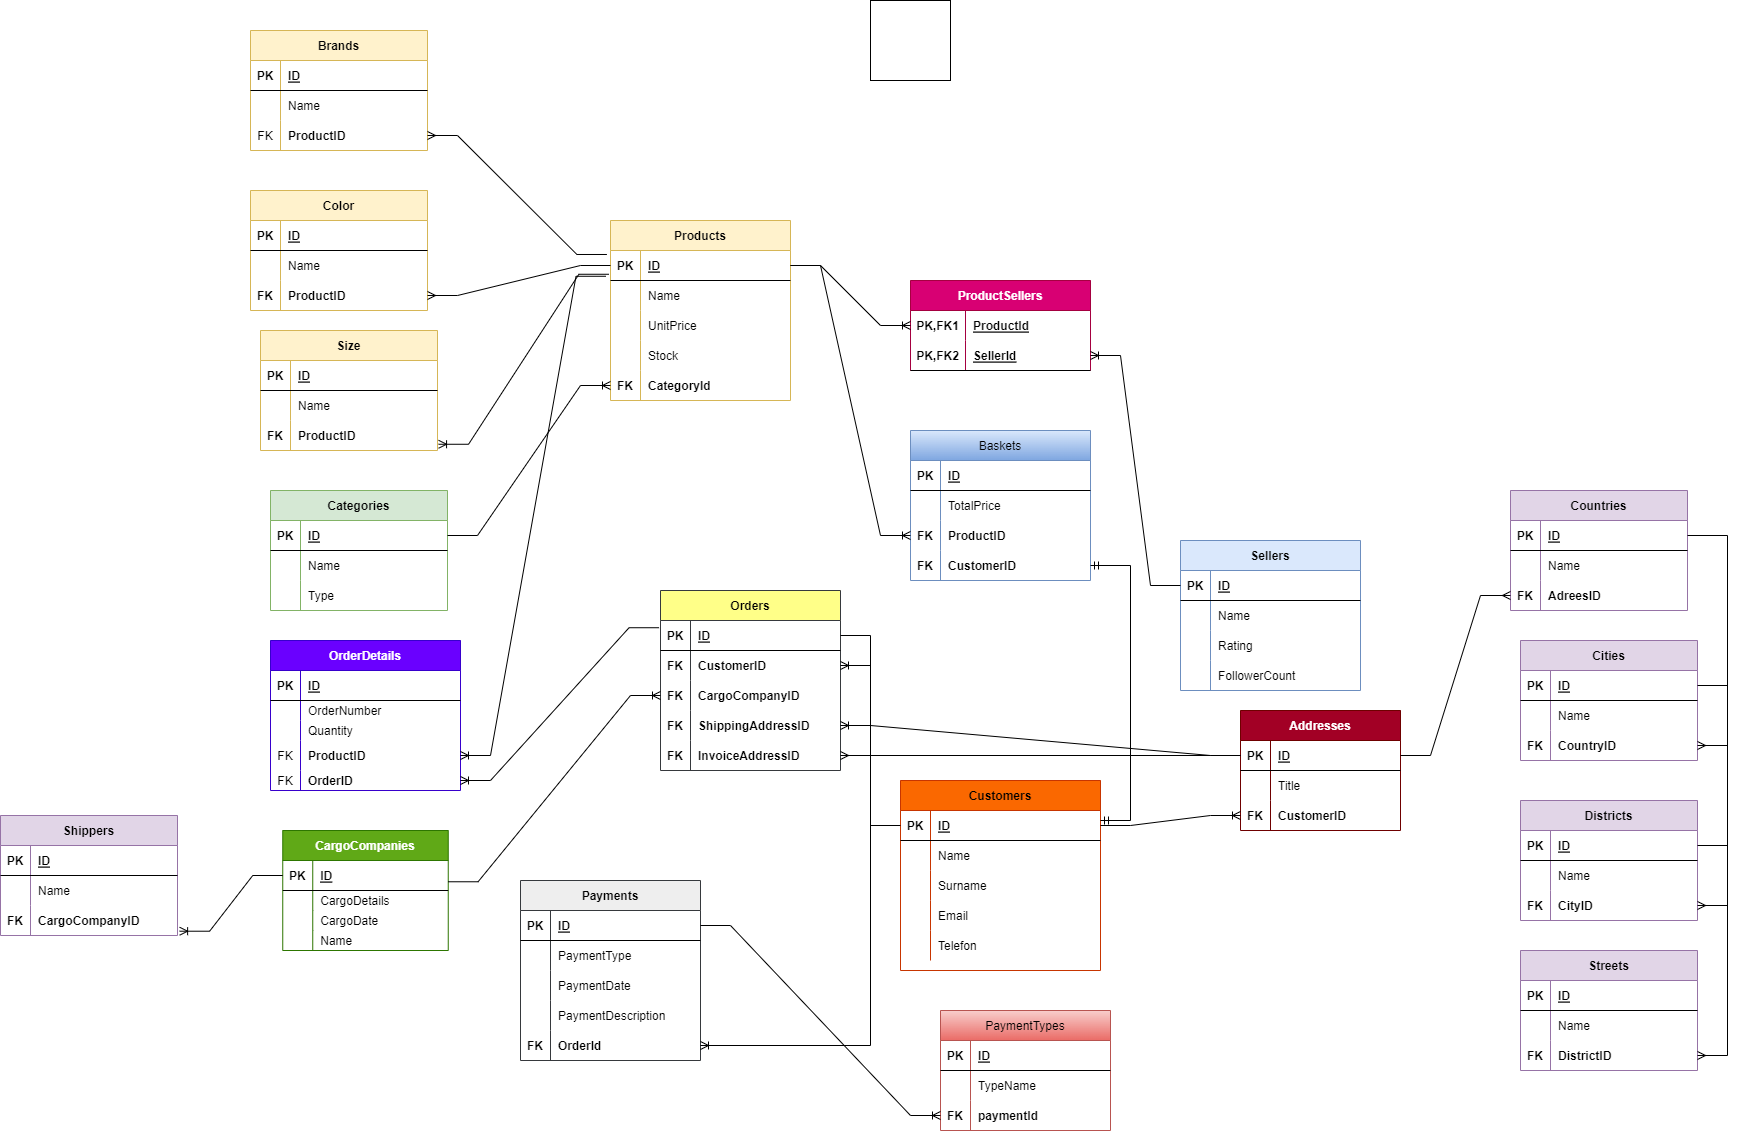 Brands
PK ID
Name
FK ProductID
Color
PK ID
Name
FK ProductID
Size
PK ID
Name
FK ProductID
Categories
PK ID
Name
Type
OrderDetails
PK ID
OrderNumber
Quantity
FK ProductID
FK OrderID
Shippers
PK ID
Name
FK CargoCompanyID
CargoCompanies
PK ID
CargoDetails
CargoDate
Name
Products
PK ID
Name
UnitPrice
Stock
FK CategoryId
Orders
PK ID
FK CustomerID
FK CargoCompanyID
FK ShippingAddressID
FK InvoiceAddressID
Payments
PK ID
PaymentType
PaymentDate
PaymentDescription
FK OrderId
ProductSellers
PK,FK1 ProductId
PK,FK2 SellerId
Baskets
PK ID
TotalPrice
FK ProductID
FK CustomerID
Customers
PK ID
Name
Surname
Email
Telefon
PaymentTypes
PK ID
TypeName
FK paymentId
Sellers
PK ID
Name
Rating
FollowerCount
Addresses
PK ID
Title
FK CustomerID
Countries
PK ID
Name
FK AdreesID
Cities
PK ID
Name
FK CountryID
Districts
PK ID
Name
FK CityID
Streets
PK ID
Name
FK DistrictID